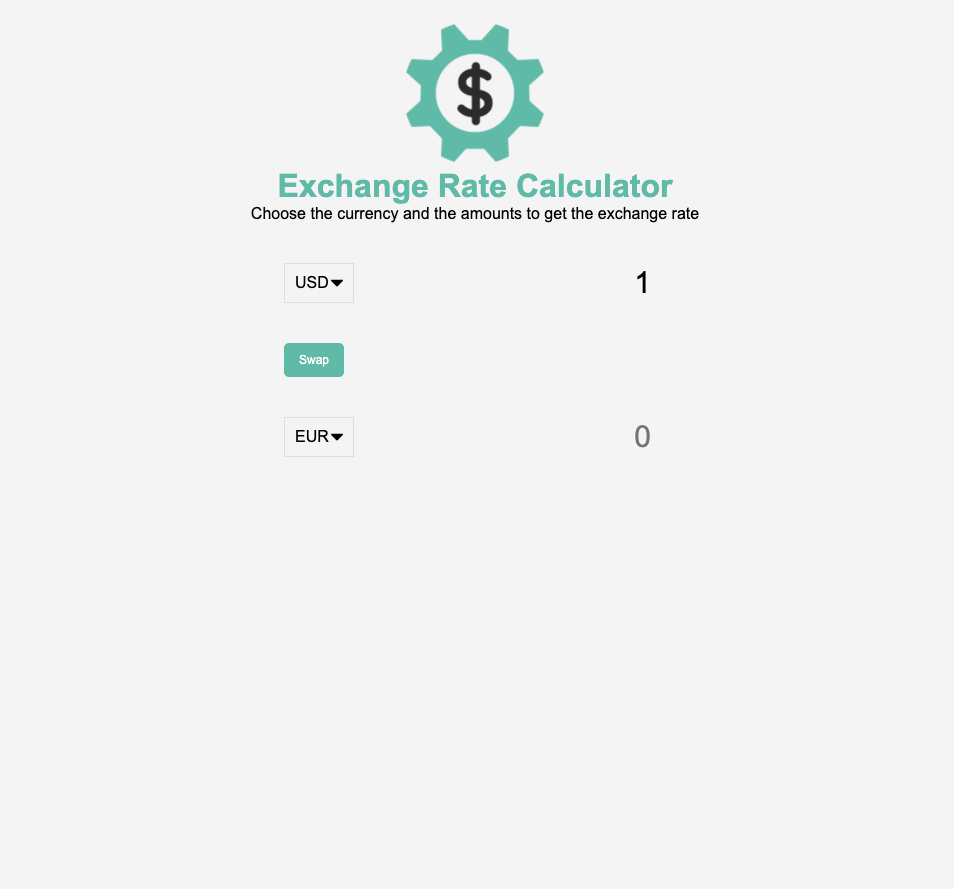 $
Exchange Rate Calculator
Choose the currency and the amounts to get the exchange rate
USD 1
Swap
EUR 0